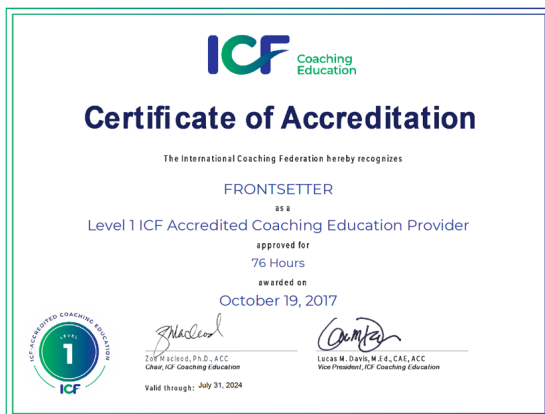 ICF Coaching
Education
Certificate of Accreditation
The International Coaching Federation hereby recognizes
FRONTSETTER
as a
Level 1 ICF Accredited Coaching Education Provider
approved for
76 Hours
awarded on
October 19, 2017
ICF-ACCREDITED COACHING EDUCATION
LEVEL
1
ICF
Zoë Macleod, Ph.D., ACC
Chair, ICF Coaching Education
Lucas M. Davis, M.Ed., CAE, ACC
Vice President, ICF Coaching Education
Valid through: July 31, 2024